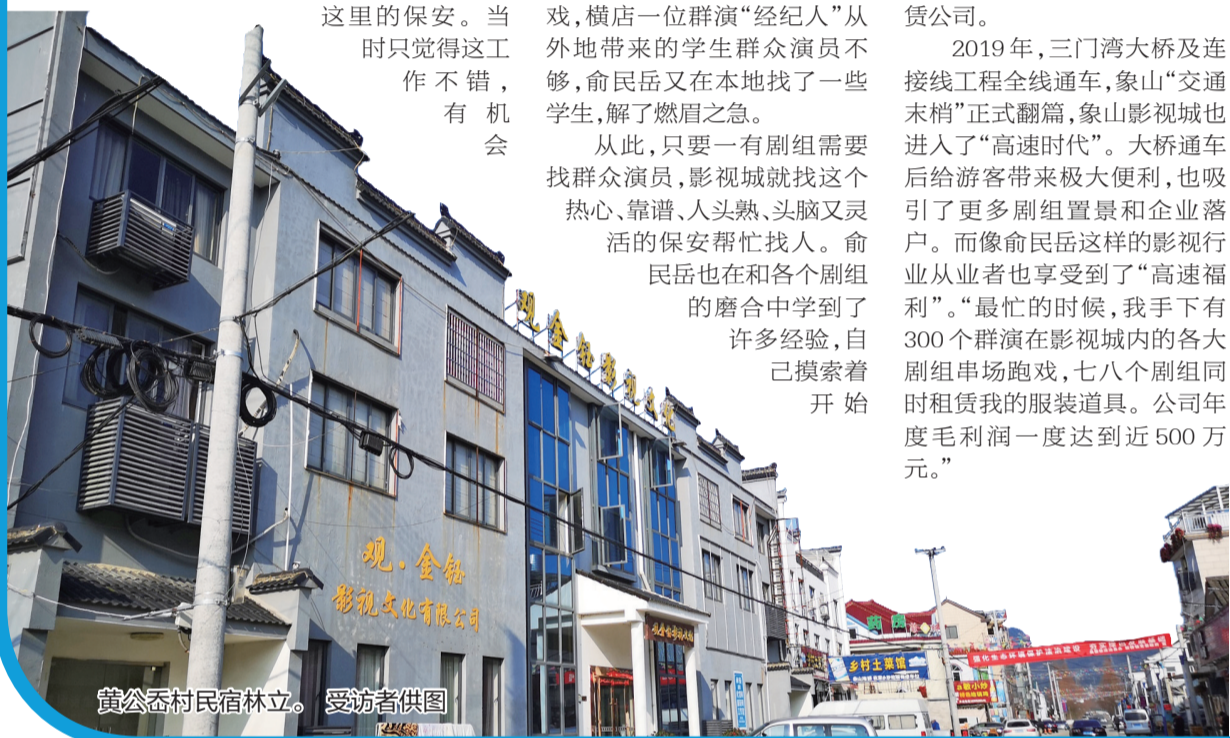 这里的保安。当
时只觉得这工
作不错，
有机
会
戏，横店一位群演“经纪人”从
外地带来的学生群众演员不
够，俞民岳又在本地找了一些
学生，解了燃眉之急。
从此，只要一有剧组需要
找群众演员，影视城就找这个
热心、靠谱、人头熟、头脑又灵
活的保安帮忙找人。俞
民岳也在和各个剧组
的磨合中学到了
许多经验，自
己摸索着
开始
赁公司。
2019年，三门湾大桥及连
接线工程全线通车，象山“交通
末梢”正式翻篇，象山影视城也
进入了“高速时代”。大桥通车
后给游客带来极大便利，也吸
引了更多剧组置景和企业落
户。而像俞民岳这样的影视行
业从业者也享受到了“高速福
利”。“最忙的时候，我手下有
300个群演在影视城内的各大
剧组串场跑戏，七八个剧组同
时租赁我的服装道具。公司年
度毛利润一度达到近500万
元。”
观金钰影视文化
观·金钰
影视文化有限公司
观金钰影视文化
乡村土菜馆
黄公岙村民宿林立。 受访者供图